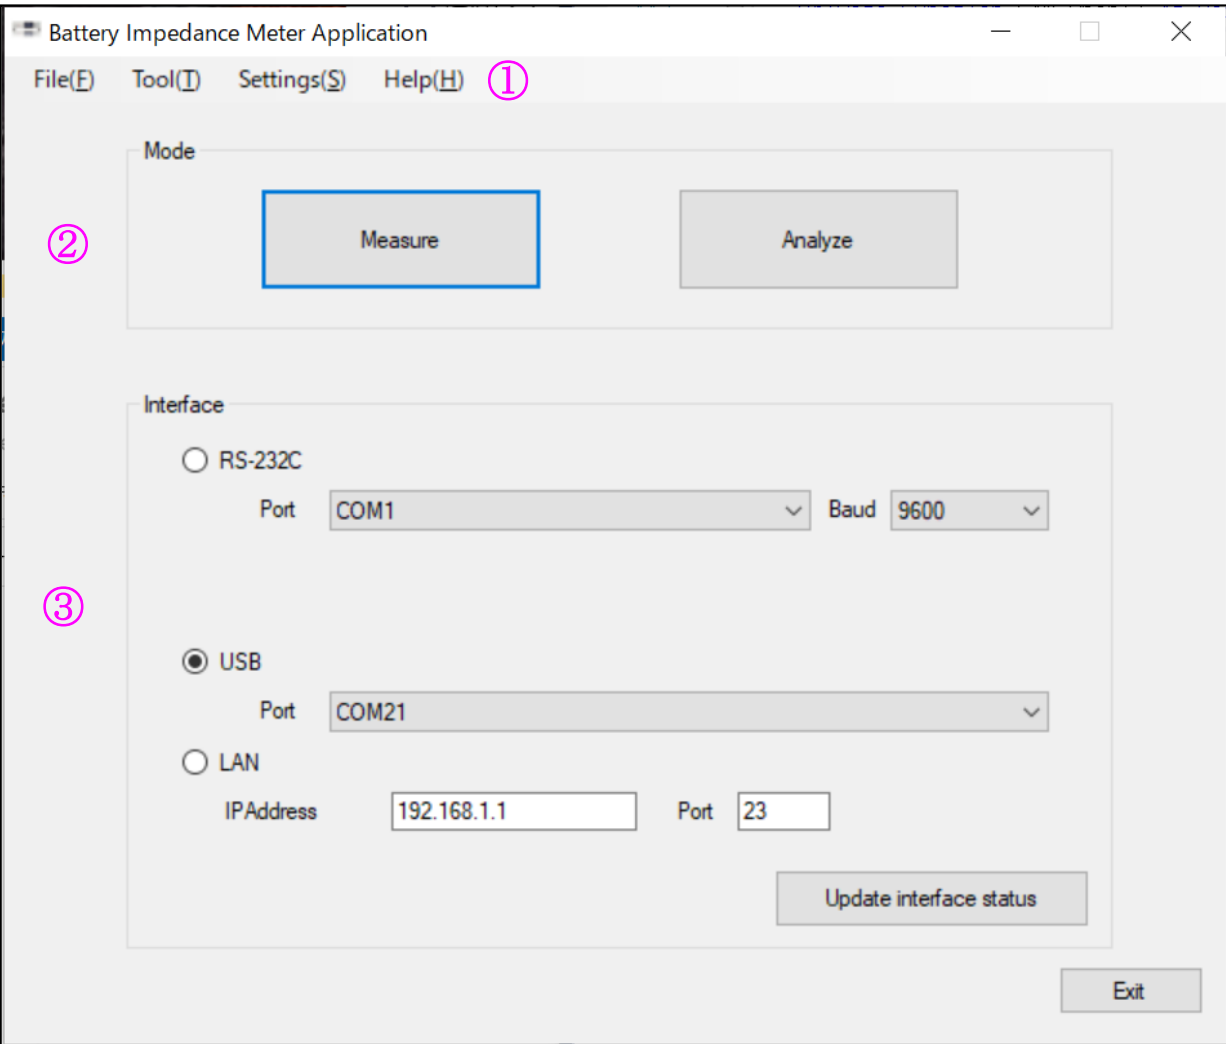 Battery Impedance Meter Application
File(F) Tool(T) Settings(S) Help(H) ①
Mode
② Measure Analyze
Interface
RS-232C
Port COM1 Baud 9600
③
USB
Port COM21
LAN
IPAddress 192.168.1.1 Port 23
Update interface status
Exit